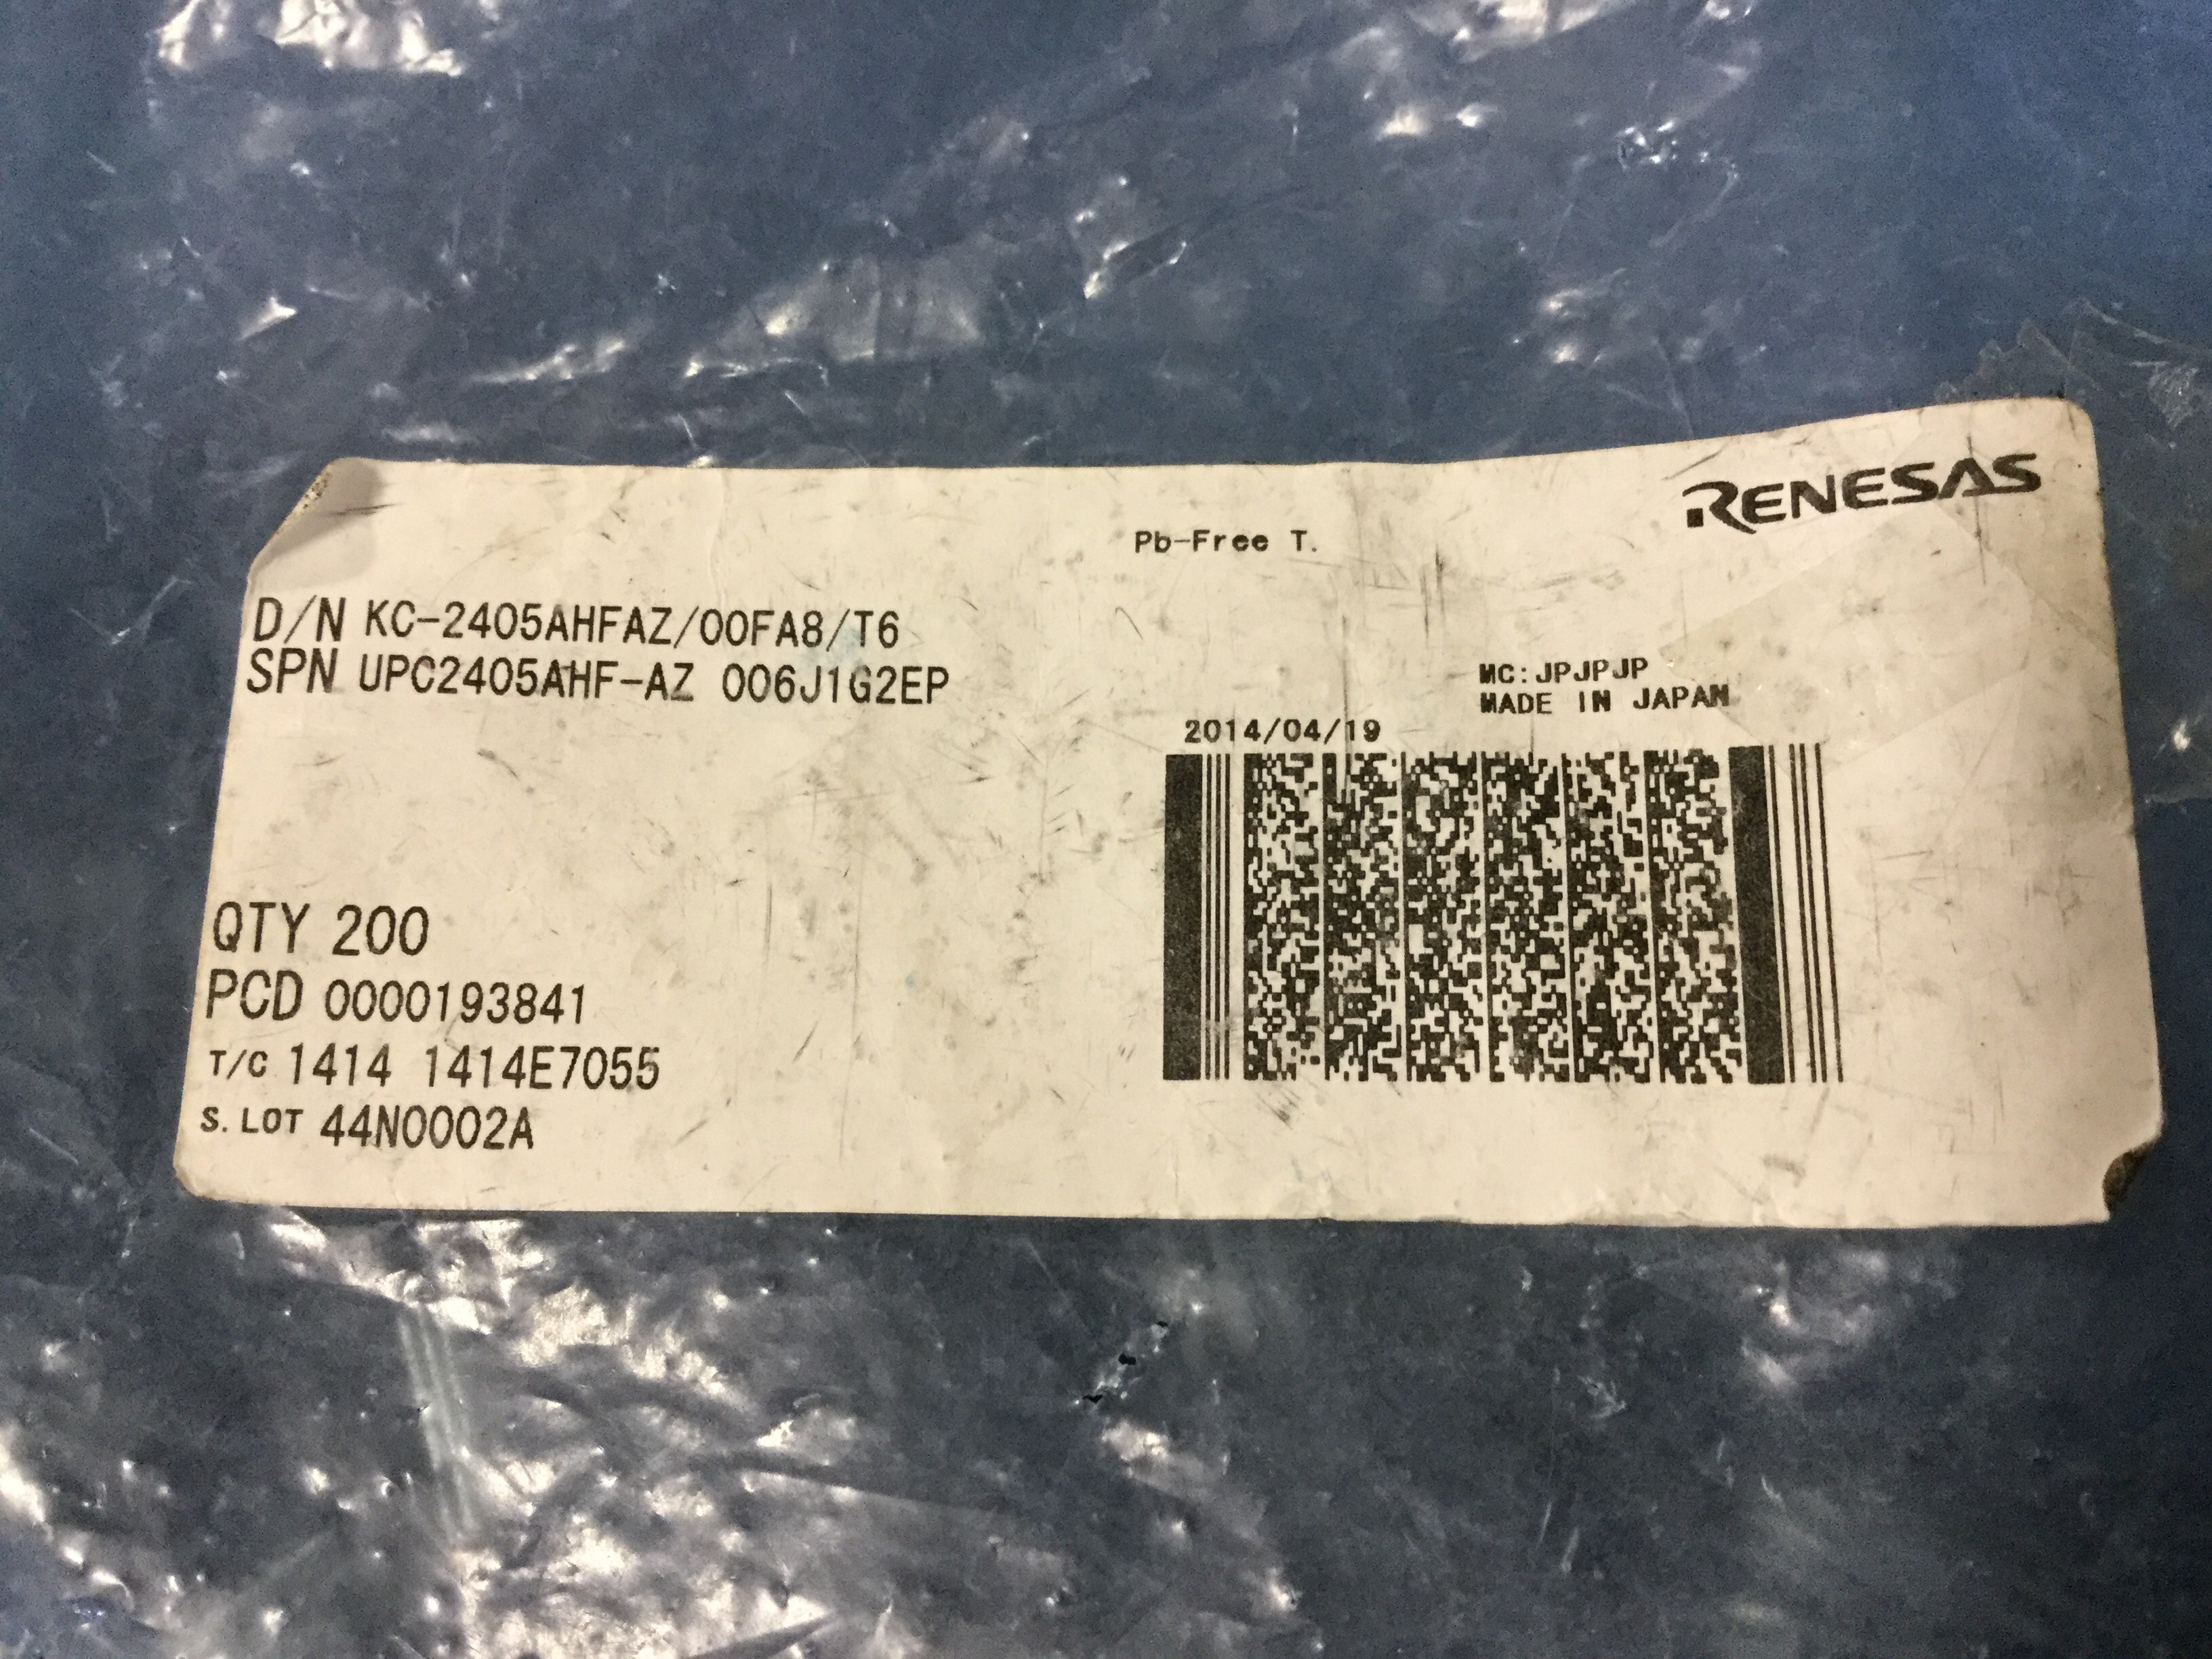 RENESAS
Pb-Free T.
D/N KC-2405AHFAZ/00FA8/T6
SPN UPC2405AHF-AZ 006J1G2EP
MC:JPJPJP
MADE IN JAPAN
2014/04/19
QTY 200
PCD 0000193841
T/C 1414 1414E7055
S. LOT 44N0002A